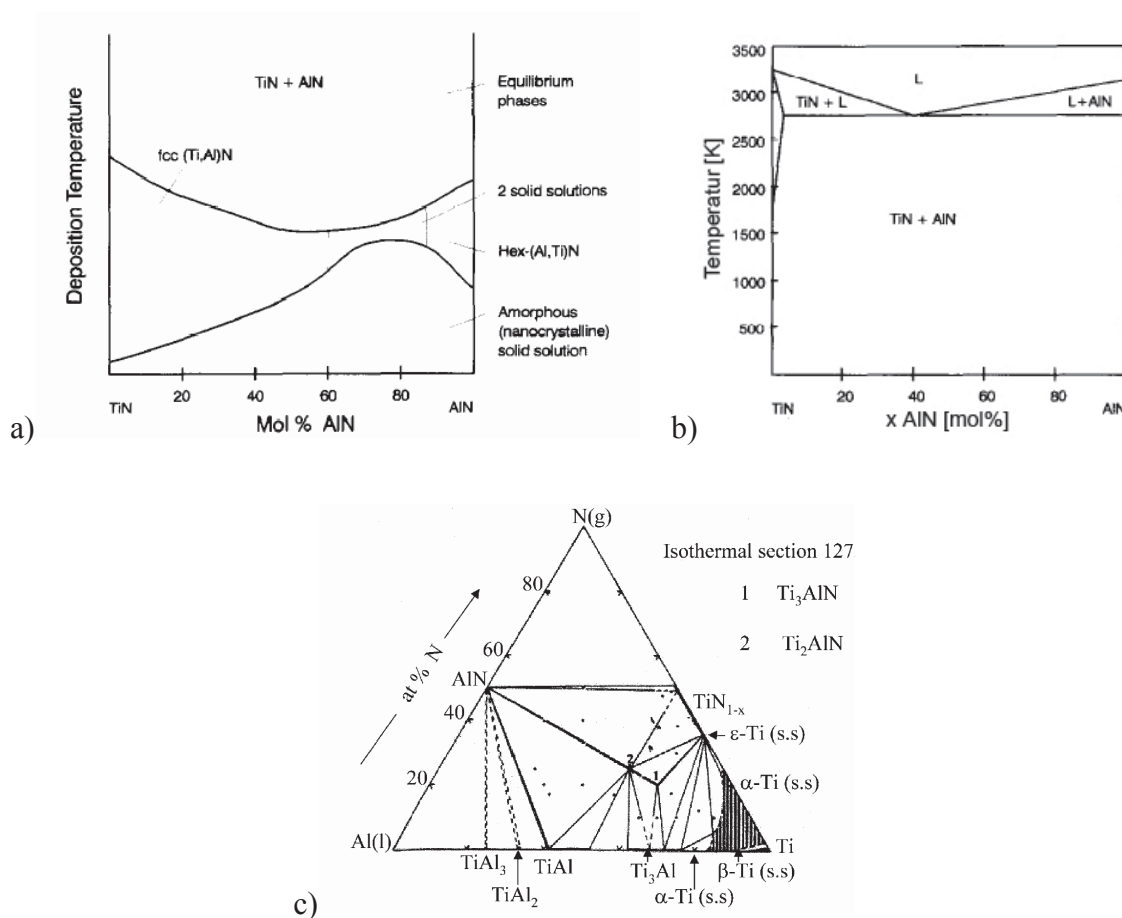 TiN + AlN
Equilibrium
phases
fcc (Ti,Al)N
2 solid solutions
Hex-(Al,Ti)N
Amorphous
(nanocrystalline)
solid solution
Deposition Temperature
20
40
60
80
TiN
AlN
Mol % AlN
a)
3500
3000
2500
2000
1500
1000
500
L
TiN + L
L+AlN
TiN + AlN
Temperatur [K]
20
40
60
80
TiN
AlN
x AlN [mol%]
b)
N(g)
Isothermal section 127
1 Ti₃AlN
2 Ti₂AlN
80
60
40
20
at % N
AlN
TiN₁₋ₓ
ε-Ti (s.s)
α-Ti (s.s)
2
1
Al(l)
Ti
TiAl₃
TiAl
Ti₃Al
β-Ti (s.s)
TiAl₂
α-Ti (s.s)
c)